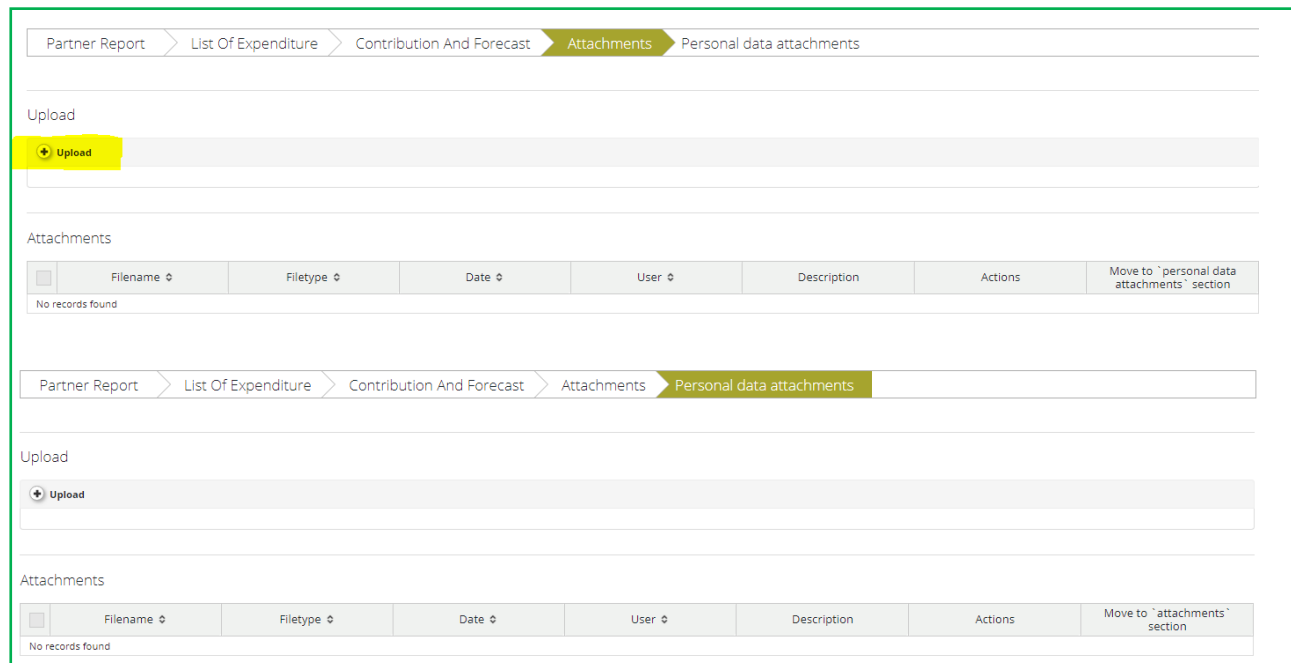 Partner Report List Of Expenditure Contribution And Forecast Attachments Personal data attachments
Upload
Upload
Attachments
Filename Filetype Date User Description Actions Move to `personal data
attachments` section
No records found
Partner Report List Of Expenditure Contribution And Forecast Attachments Personal data attachments
Upload
Upload
Attachments
Filename Filetype Date User Description Actions Move to `attachments`
section
No records found